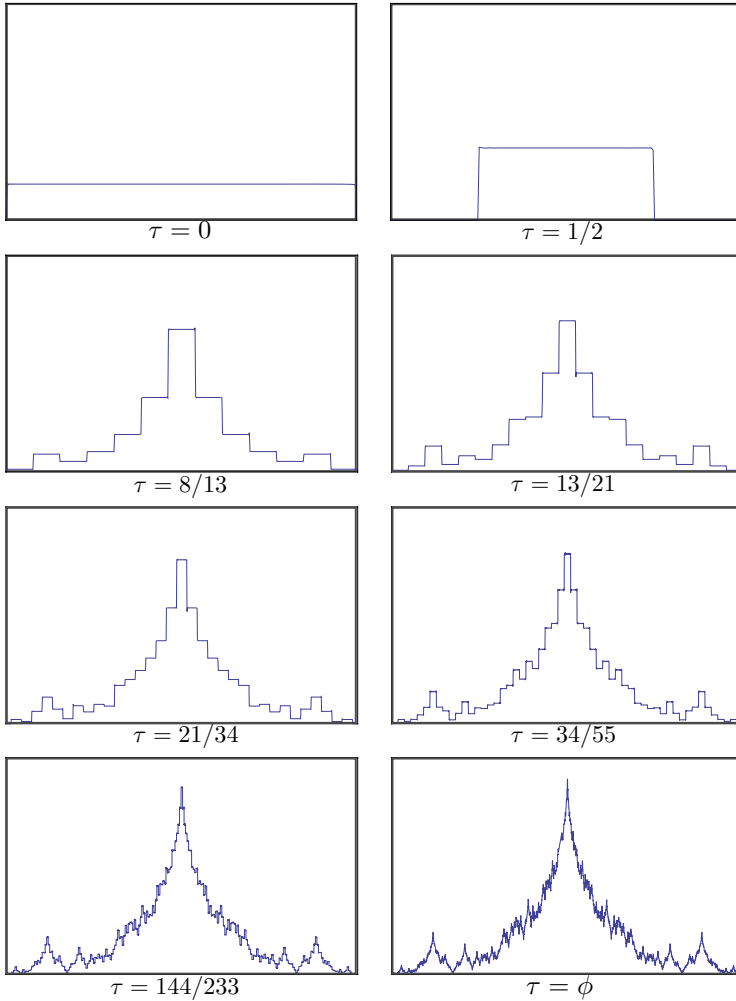 τ = 0
τ = 1/2
τ = 8/13
τ = 13/21
τ = 21/34
τ = 34/55
τ = 144/233
τ = ϕ